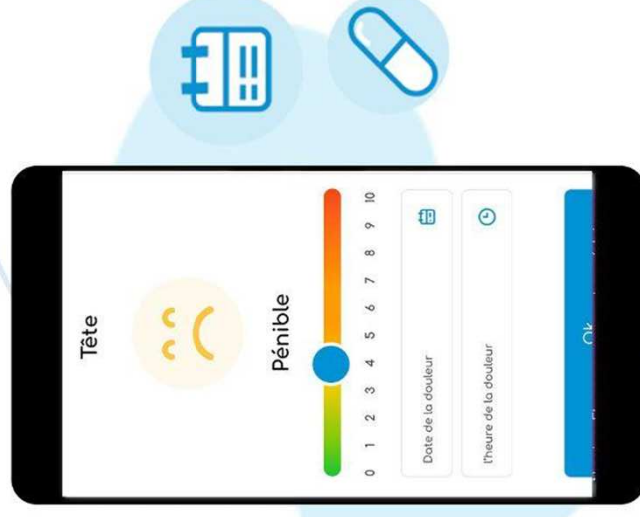 Tête
Pénible
0 1 2 3 4 5 6 7 8 9 10
Date de la douleur
l'heure de la douleur
Ok